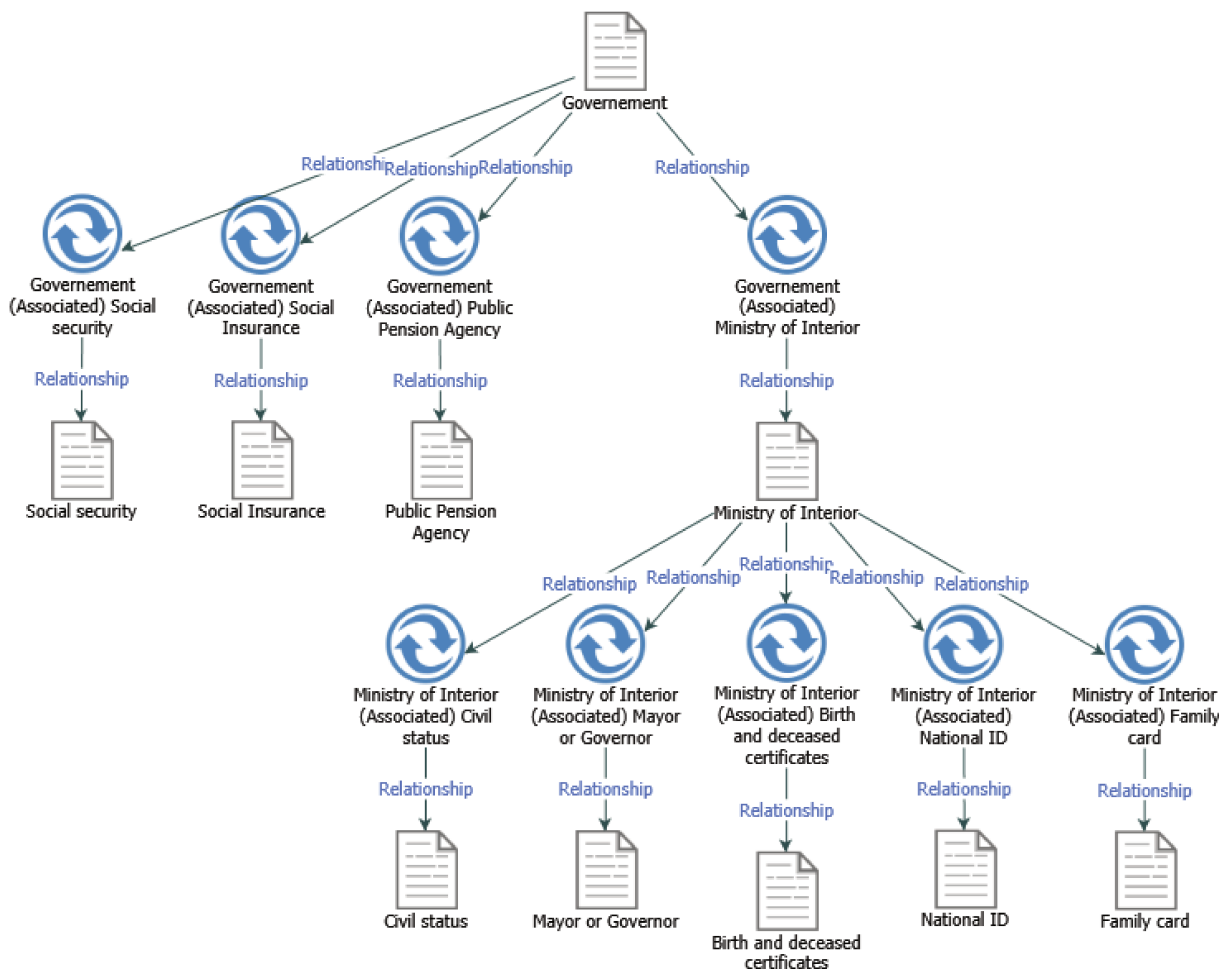 Governement
Relationship
Relationship
Relationship
Relationship
Governement
(Associated) Social
security
Governement
(Associated) Social
Insurance
Governement
(Associated) Public
Pension Agency
Governement
(Associated)
Ministry of Interior
Relationship
Relationship
Relationship
Relationship
Social security
Social Insurance
Public Pension
Agency
Ministry of Interior
Relationship
Relationship
Relationship
Relationship
Relationship
Ministry of Interior
(Associated) Civil
status
Ministry of Interior
(Associated) Mayor
or Governor
Ministry of Interior
(Associated) Birth
and deceased
certificates
Ministry of Interior
(Associated)
National ID
Ministry of Interior
(Associated) Family
card
Relationship
Relationship
Relationship
Relationship
Relationship
Civil status
Mayor or Governor
Birth and deceased
certificates
National ID
Family card